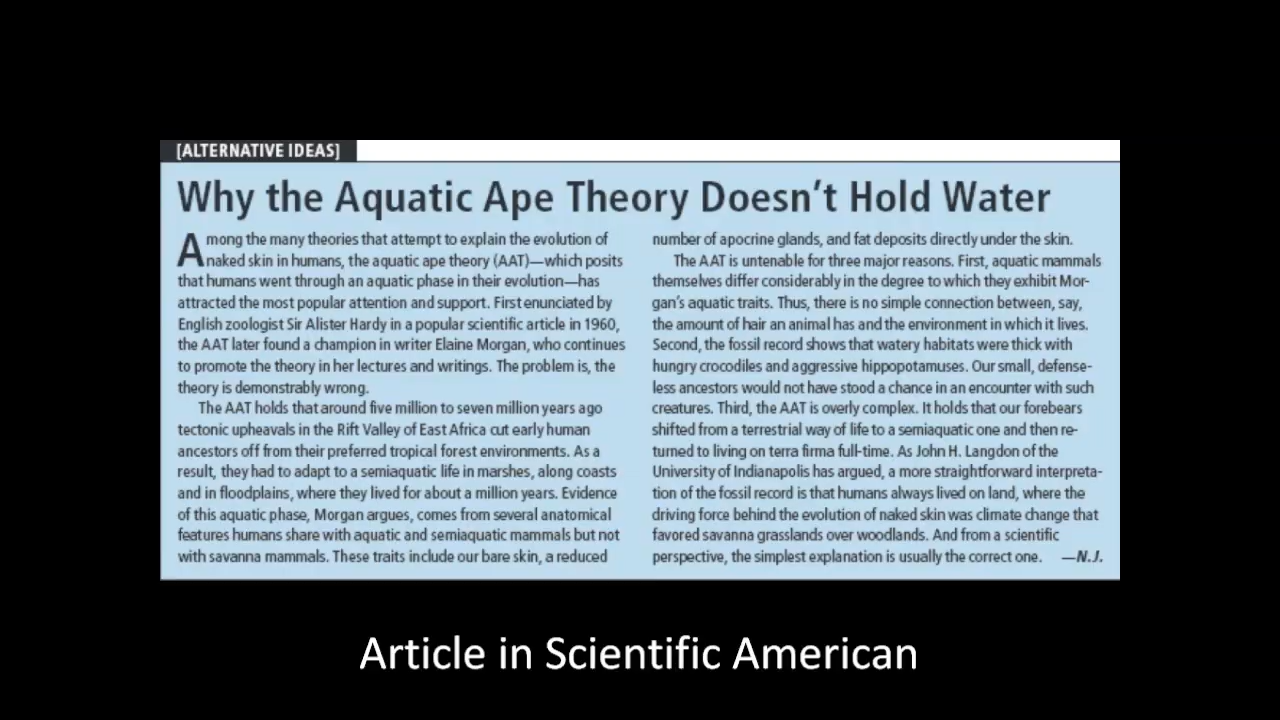 [ALTERNATIVE IDEAS]
Why the Aquatic Ape Theory Doesn't Hold Water
Among the many theories that attempt to explain the evolution of
naked skin in humans, the aquatic ape theory (AAT)—which posits
that humans went through an aquatic phase in their evolution—has
attracted the most popular attention and support. First enunciated by
English zoologist Sir Alister Hardy in a popular scientific article in 1960,
the AAT later found a champion in writer Elaine Morgan, who continues
to promote the theory in her lectures and writings. The problem is, the
theory is demonstrably wrong.
The AAT holds that around five million to seven million years ago
tectonic upheavals in the Rift Valley of East Africa cut early human
ancestors off from their preferred tropical forest environments. As a
result, they had to adapt to a semiaquatic life in marshes, along coasts
and in floodplains, where they lived for about a million years. Evidence
of this aquatic phase, Morgan argues, comes from several anatomical
features humans share with aquatic and semiaquatic mammals but not
with savanna mammals. These traits include our bare skin, a reduced
number of apocrine glands, and fat deposits directly under the skin.
The AAT is untenable for three major reasons. First, aquatic mammals
themselves differ considerably in the degree to which they exhibit Mor-
gan's aquatic traits. Thus, there is no simple connection between, say,
the amount of hair an animal has and the environment in which it lives.
Second, the fossil record shows that watery habitats were thick with
hungry crocodiles and aggressive hippopotamuses. Our small, defense-
less ancestors would not have stood a chance in an encounter with such
creatures. Third, the AAT is overly complex. It holds that our forebears
shifted from a terrestrial way of life to a semiaquatic one and then re-
turned to living on terra firma full-time. As John H. Langdon of the
University of Indianapolis has argued, a more straightforward interpreta-
tion of the fossil record is that humans always lived on land, where the
driving force behind the evolution of naked skin was climate change that
favored savanna grasslands over woodlands. And from a scientific
perspective, the simplest explanation is usually the correct one. —N.J.
Article in Scientific American